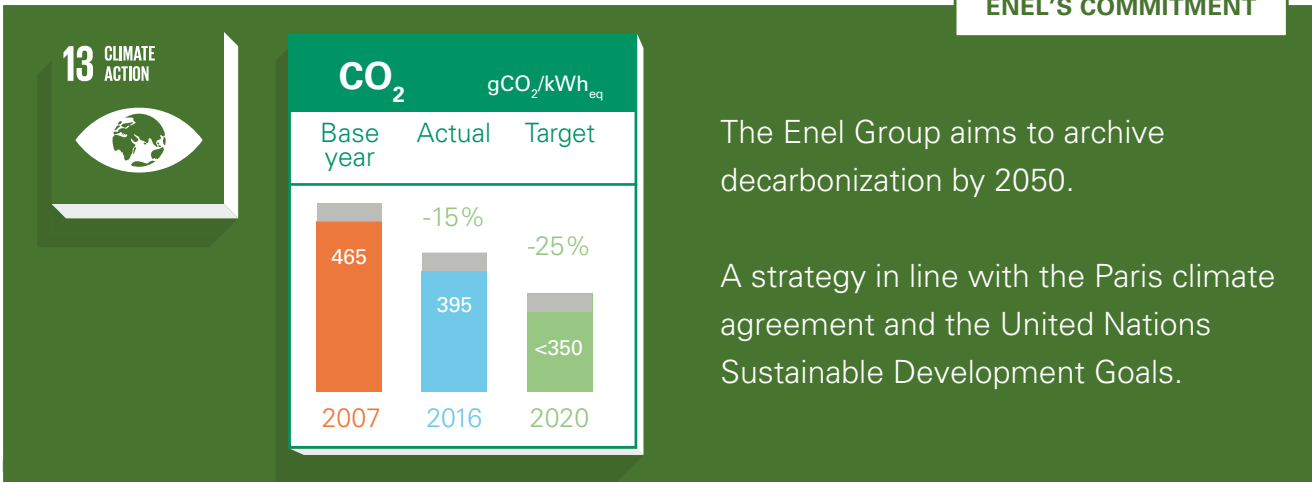 ENEL'S COMMITMENT
13 CLIMATE
ACTION
CO₂ gCO₂/kWhₑq
Base year Actual Target
-15%
-25%
465
395
<350
2007 2016 2020
The Enel Group aims to archive
decarbonization by 2050.
A strategy in line with the Paris climate
agreement and the United Nations
Sustainable Development Goals.